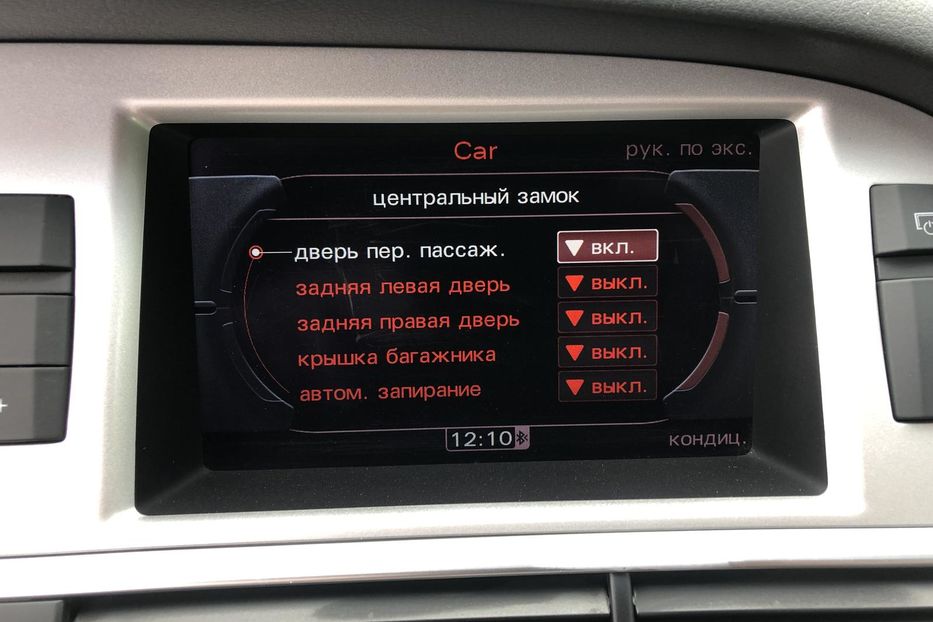 Car
рук. по экс.
центральный замок
дверь пер. пассаж. вкл.
задняя левая дверь выкл.
задняя правая дверь выкл.
крышка багажника выкл.
автом. запирание выкл.
12:10
кондиц.
+